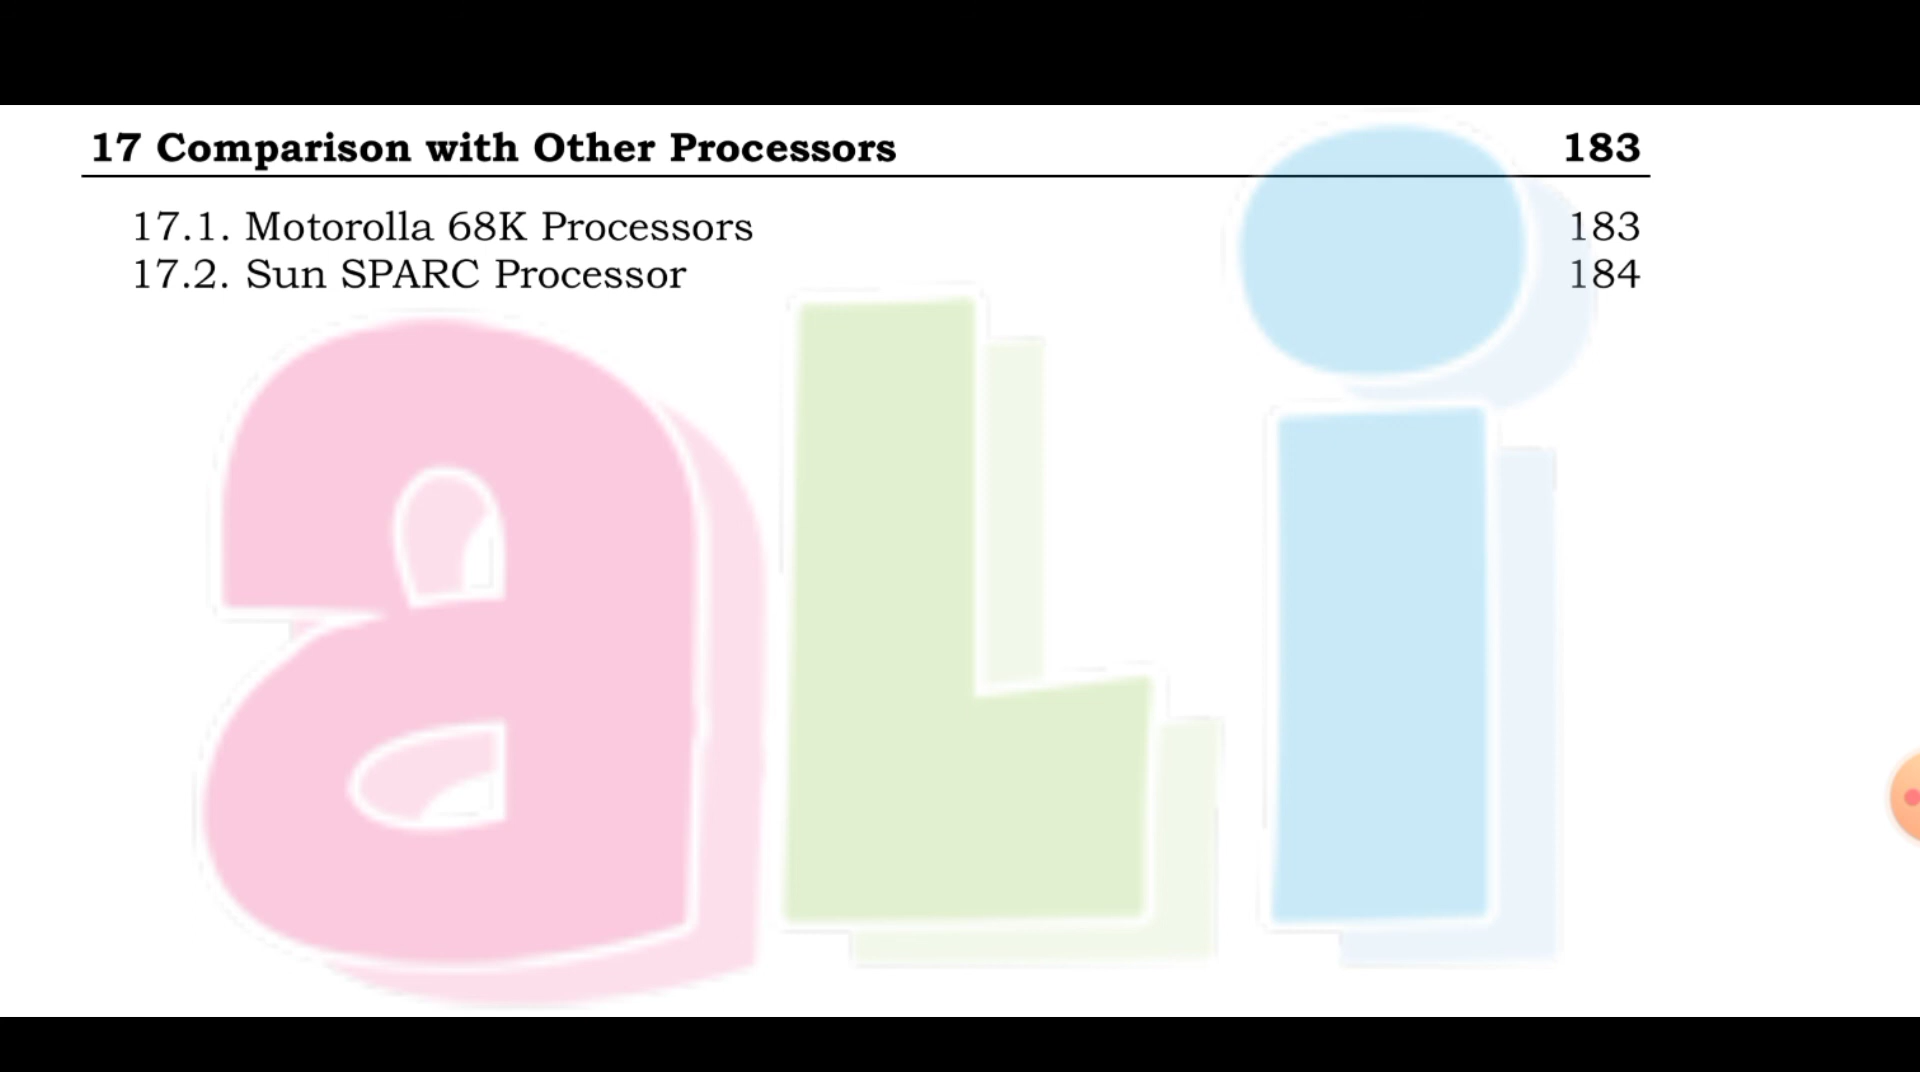 17 Comparison with Other Processors 183
17.1. Motorolla 68K Processors 183
17.2. Sun SPARC Processor 184
aLi